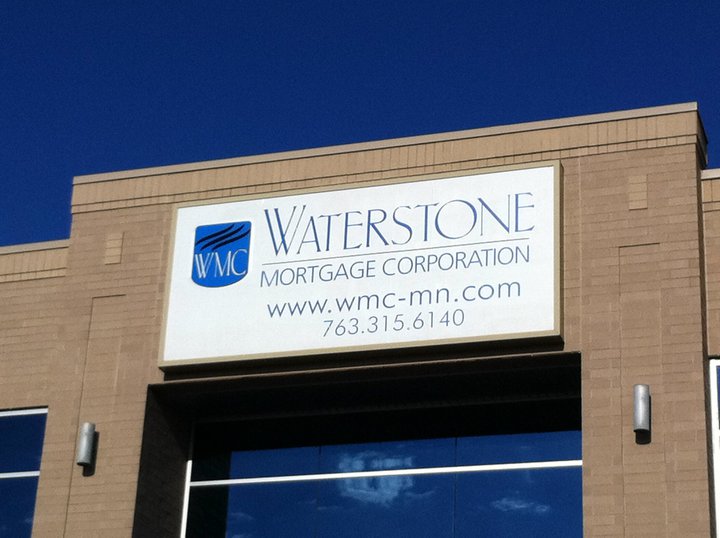 WMC
WATERSTONE
MORTGAGE CORPORATION
www.wmc-mn.com
763.315.6140